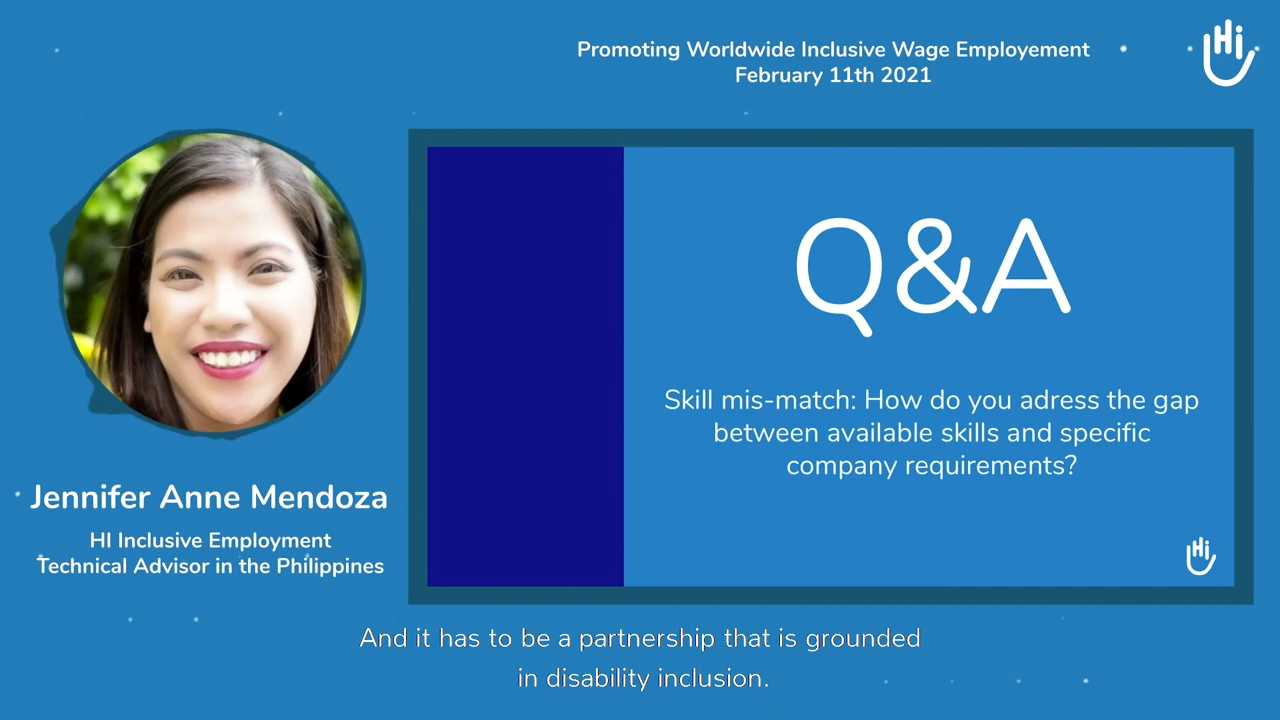 Promoting Worldwide Inclusive Wage Employement
February 11th 2021
Hi
Q&A
Skill mis-match: How do you adress the gap
between available skills and specific
company requirements?
Hi
Jennifer Anne Mendoza
HI Inclusive Employment
Technical Advisor in the Philippines
And it has to be a partnership that is grounded
in disability inclusion.